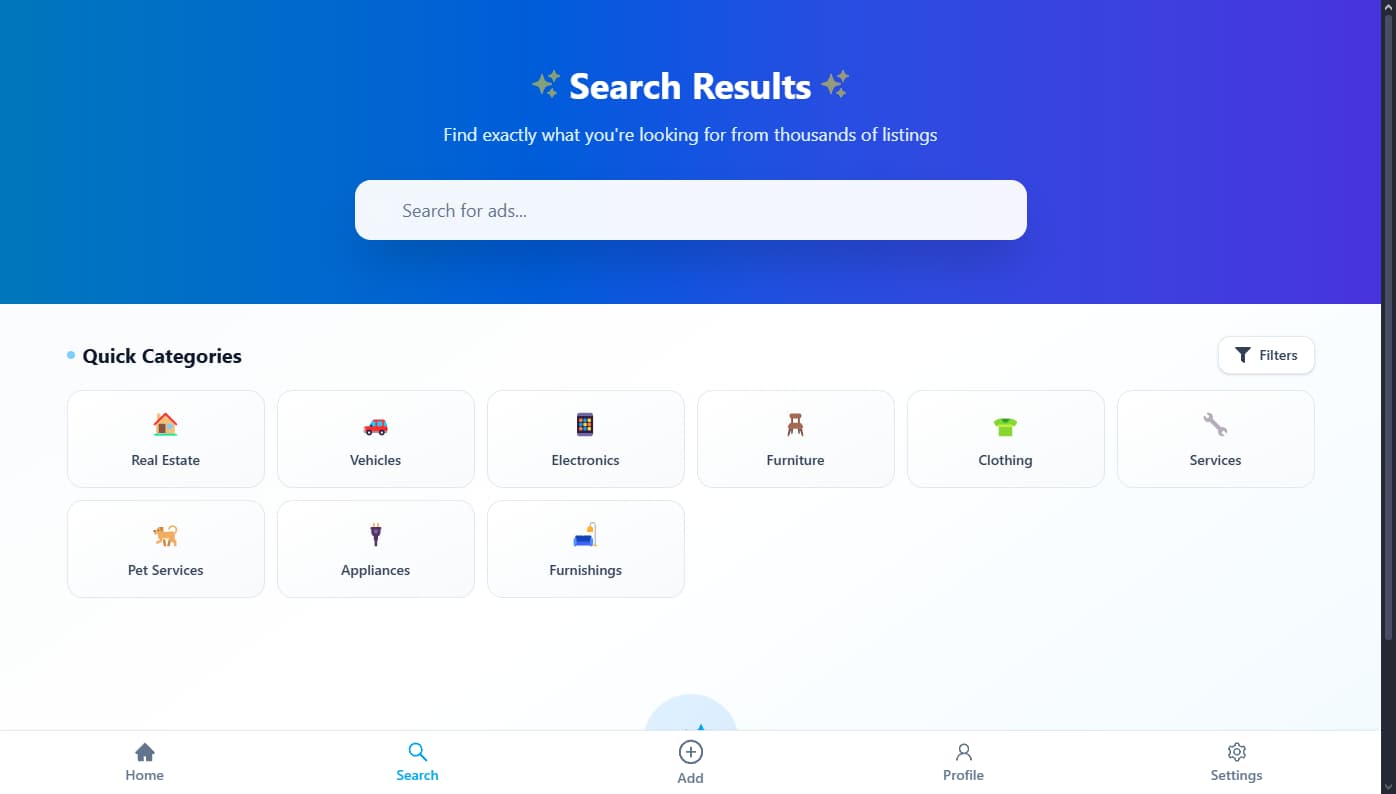 Search Results
Find exactly what you're looking for from thousands of listings
Search for ads...
Quick Categories
Filters
Real Estate
Vehicles
Electronics
Furniture
Clothing
Services
Pet Services
Appliances
Furnishings
Home
Search
Add
Profile
Settings